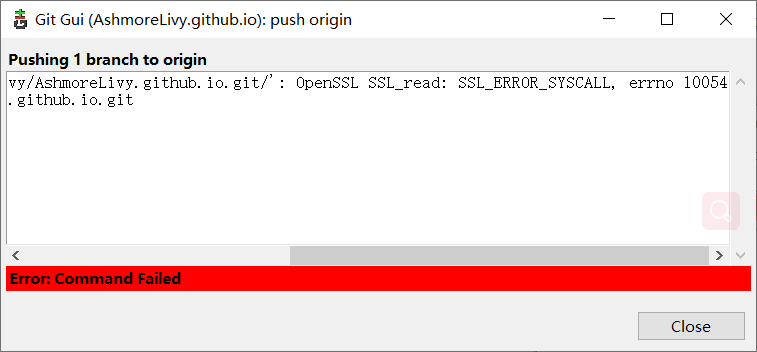 Git Gui (AshmoreLivy.github.io): push origin
Pushing 1 branch to origin
vy/AshmoreLivy.github.io.git/': OpenSSL SSL_read: SSL_ERROR_SYSCALL, errno 10054
.github.io.git
Error: Command Failed
Close